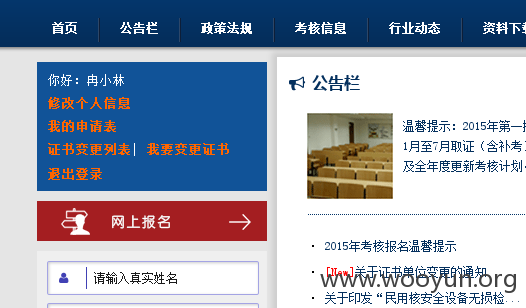 首页 公告栏 政策法规 考核信息 行业动态 资料下
你好：冉小林
修改个人信息
我的申请表
证书变更列表| 我要变更证书
退出登录
网上报名
请输入真实姓名
公告栏
温馨提示：2015年第一
1月至7月取证（含补考
及全年度更新考核计划
· 2015年考核报名温馨提示
· [New]关于证书单位变更的通知
· 关于印发“民用核安全设备无损检...
www.wooyun.org